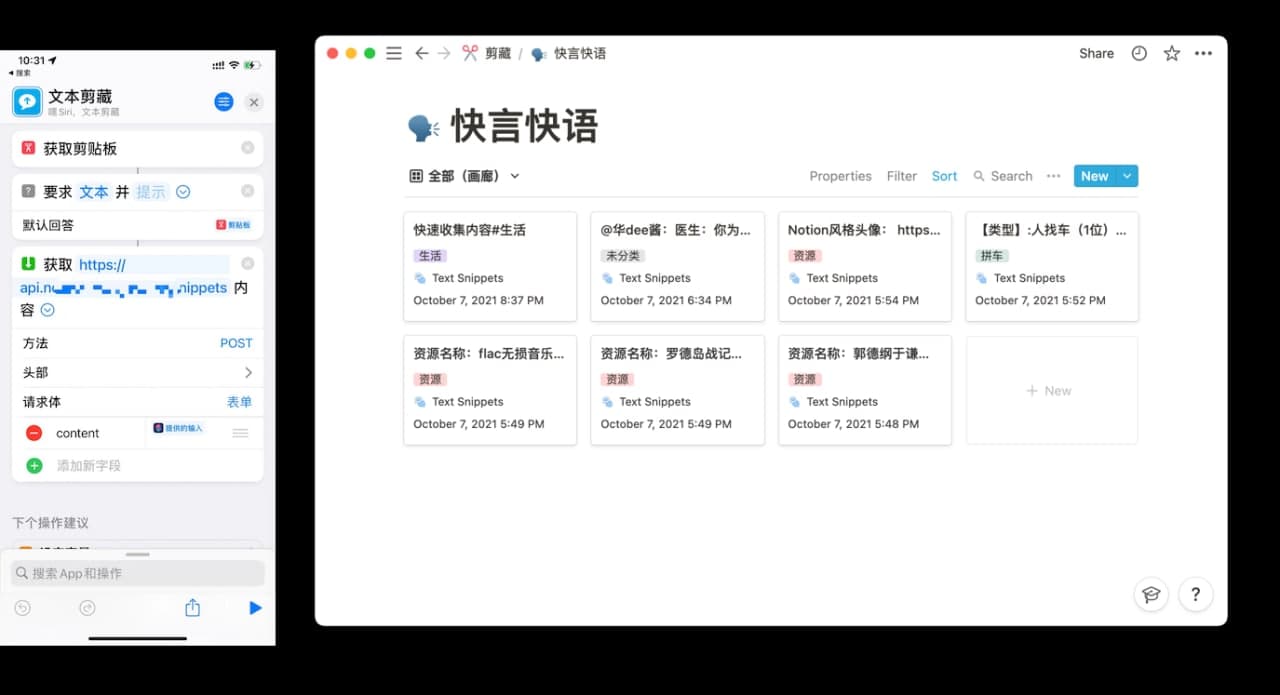 10:31
搜索
文本剪藏
嘿Siri，文本剪藏
获取剪贴板
要求 文本 并 提示
默认回答 剪贴板
获取 https://
api.n nippets 内
容
方法 POST
头部
请求体 表单
content 提供的输入
添加新字段
下个操作建议
搜索App和操作
剪藏 / 快言快语
Share
快言快语
全部（画廊）
Properties Filter Sort Search ··· New
快速收集内容#生活
生活
Text Snippets
October 7, 2021 8:37 PM
@华dee酱：医生：你为...
未分类
Text Snippets
October 7, 2021 6:34 PM
Notion风格头像： https...
资源
Text Snippets
October 7, 2021 5:54 PM
【类型】:人找车（1位）...
拼车
Text Snippets
October 7, 2021 5:52 PM
资源名称：flac无损音乐...
资源
Text Snippets
October 7, 2021 5:49 PM
资源名称：罗德岛战记...
资源
Text Snippets
October 7, 2021 5:49 PM
资源名称：郭德纲于谦...
资源
Text Snippets
October 7, 2021 5:48 PM
+ New
?